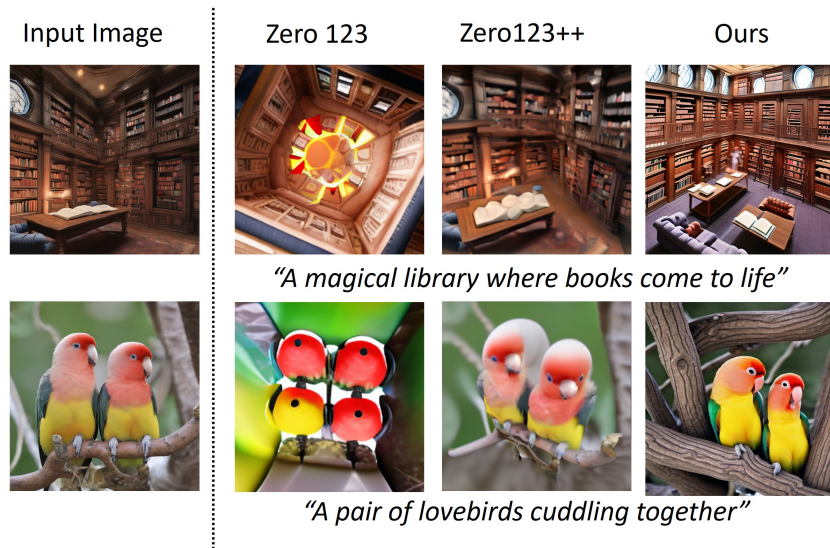 Input Image
Zero 123
Zero123++
Ours
“A magical library where books come to life”
“A pair of lovebirds cuddling together”